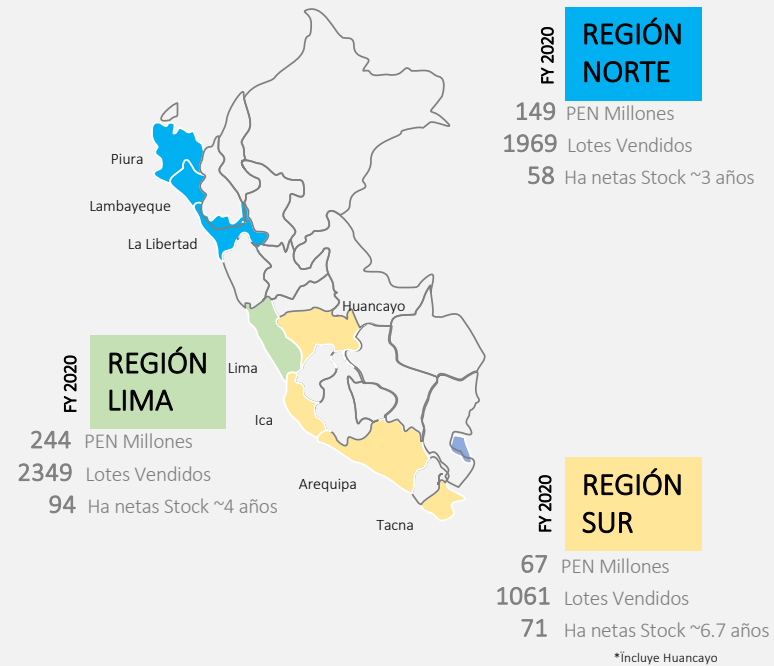 FY 2020
REGIÓN
NORTE
149 PEN Millones
1969 Lotes Vendidos
58 Ha netas Stock ~3 años
Piura
Lambayeque
La Libertad
Huancayo
Lima
Ica
Arequipa
Tacna
FY 2020
REGIÓN
LIMA
244 PEN Millones
2349 Lotes Vendidos
94 Ha netas Stock ~4 años
FY 2020
REGIÓN
SUR
67 PEN Millones
1061 Lotes Vendidos
71 Ha netas Stock ~6.7 años
*Ïncluye Huancayo